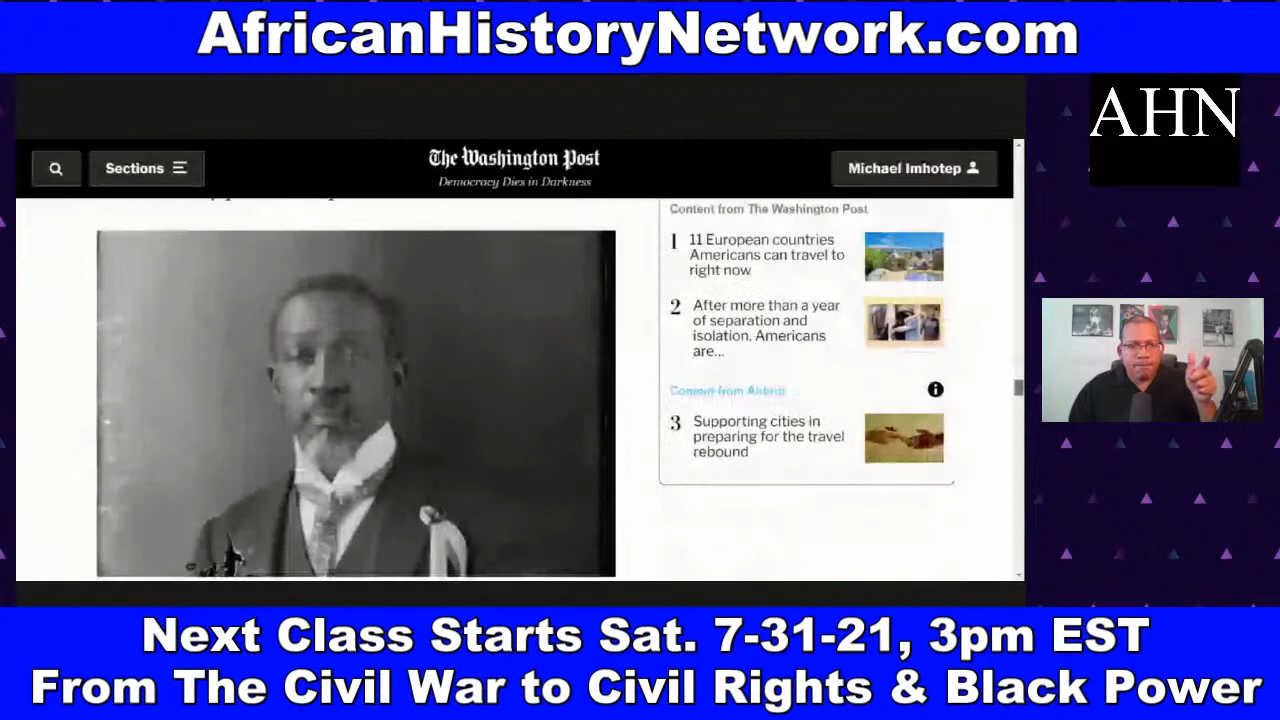 AfricanHistoryNetwork.com
AHN
Sections
The Washington Post
Democracy Dies in Darkness
Michael Imhotep
Content from The Washington Post
1 11 European countries
Americans can travel to
right now
2 After more than a year
of separation and
isolation, Americans
are...
Content from Airbnb
3 Supporting cities in
preparing for the travel
rebound
Next Class Starts Sat. 7-31-21, 3pm EST
From The Civil War to Civil Rights & Black Power